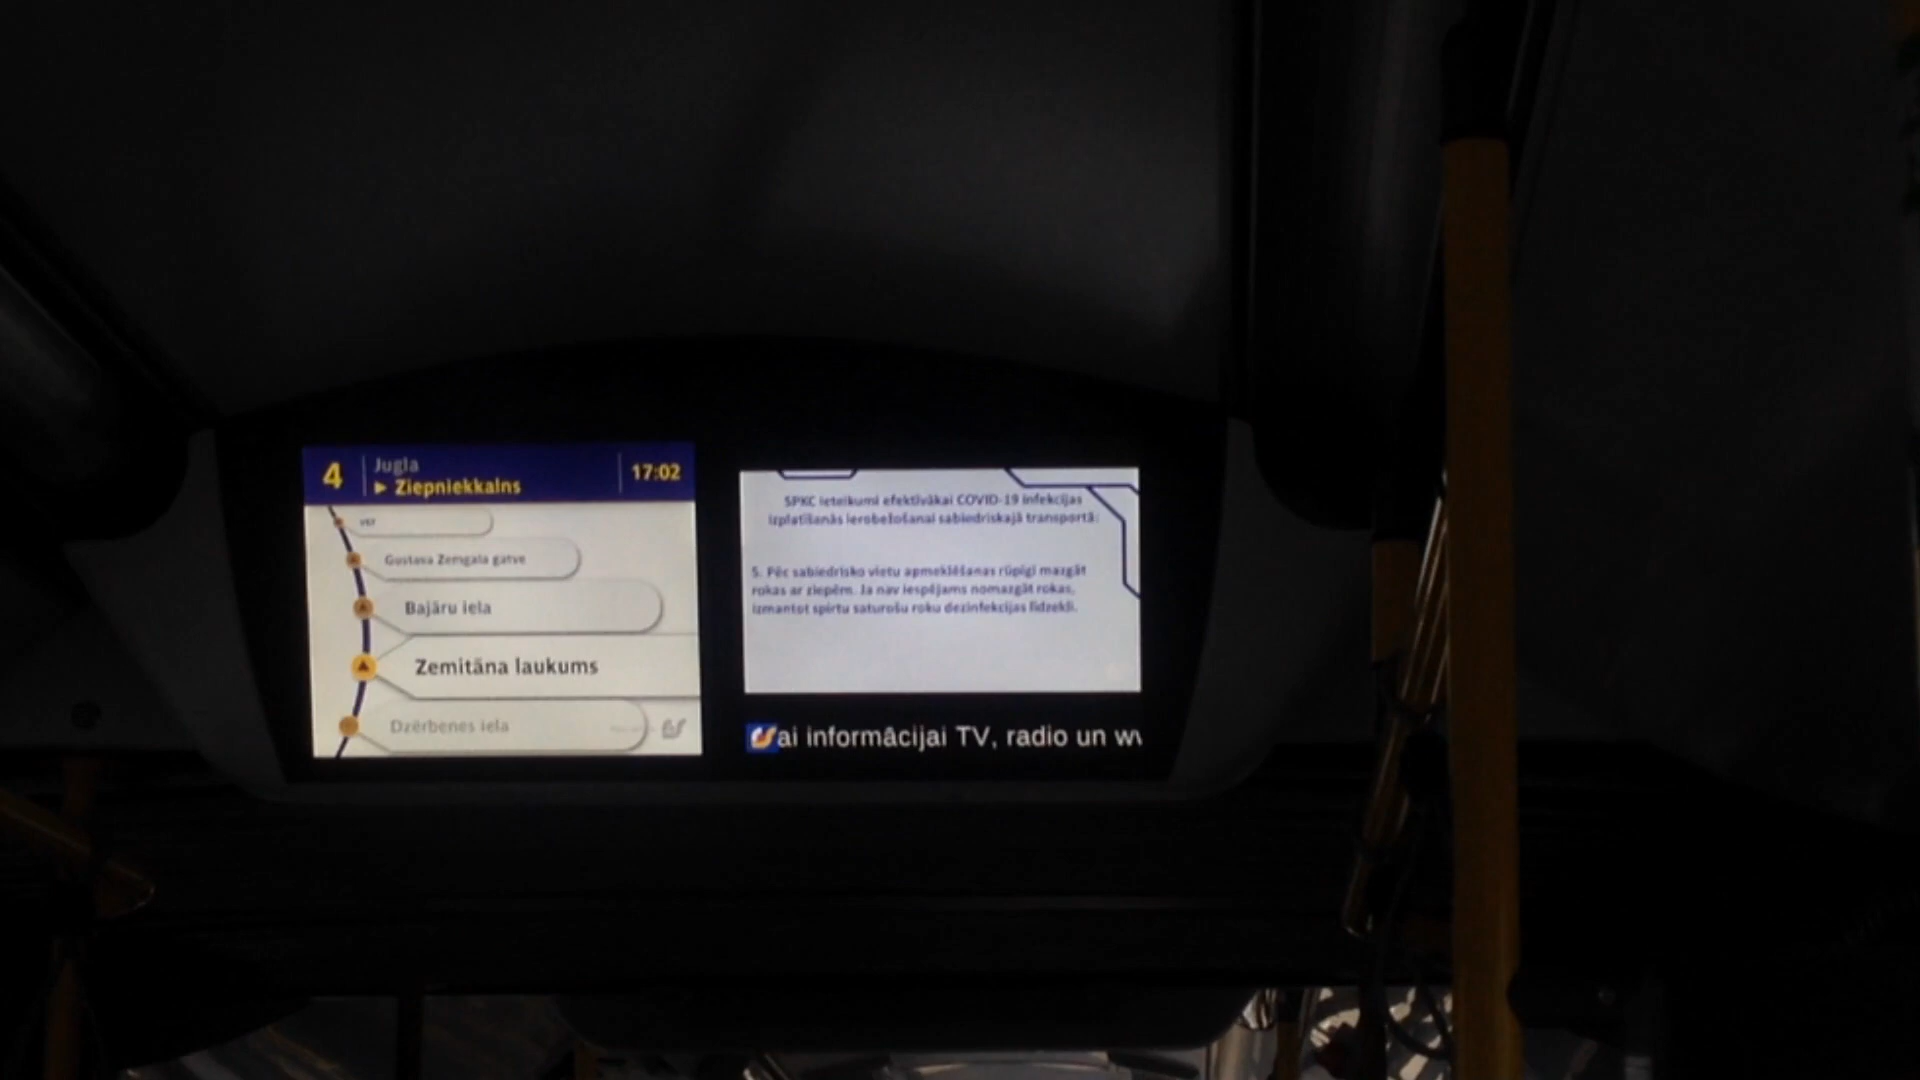 4
Jugla
► Ziepniekkalns
17:02
VEF
Gustava Zemgala gatve
Bajāru iela
Zemitāna laukums
Dzērbenes iela
SPKC ieteikumi efektīvākai COVID-19 infekcijas
izplatīšanās ierobežošanai sabiedriskajā transportā:
5. Pēc sabiedrisko vietu apmeklēšanas rūpīgi mazgāt
rokas ar ziepēm. Ja nav iespējams nomazgāt rokas,
izmantot spirtu saturošu roku dezinfekcijas līdzekli.
ai informācijai TV, radio un w